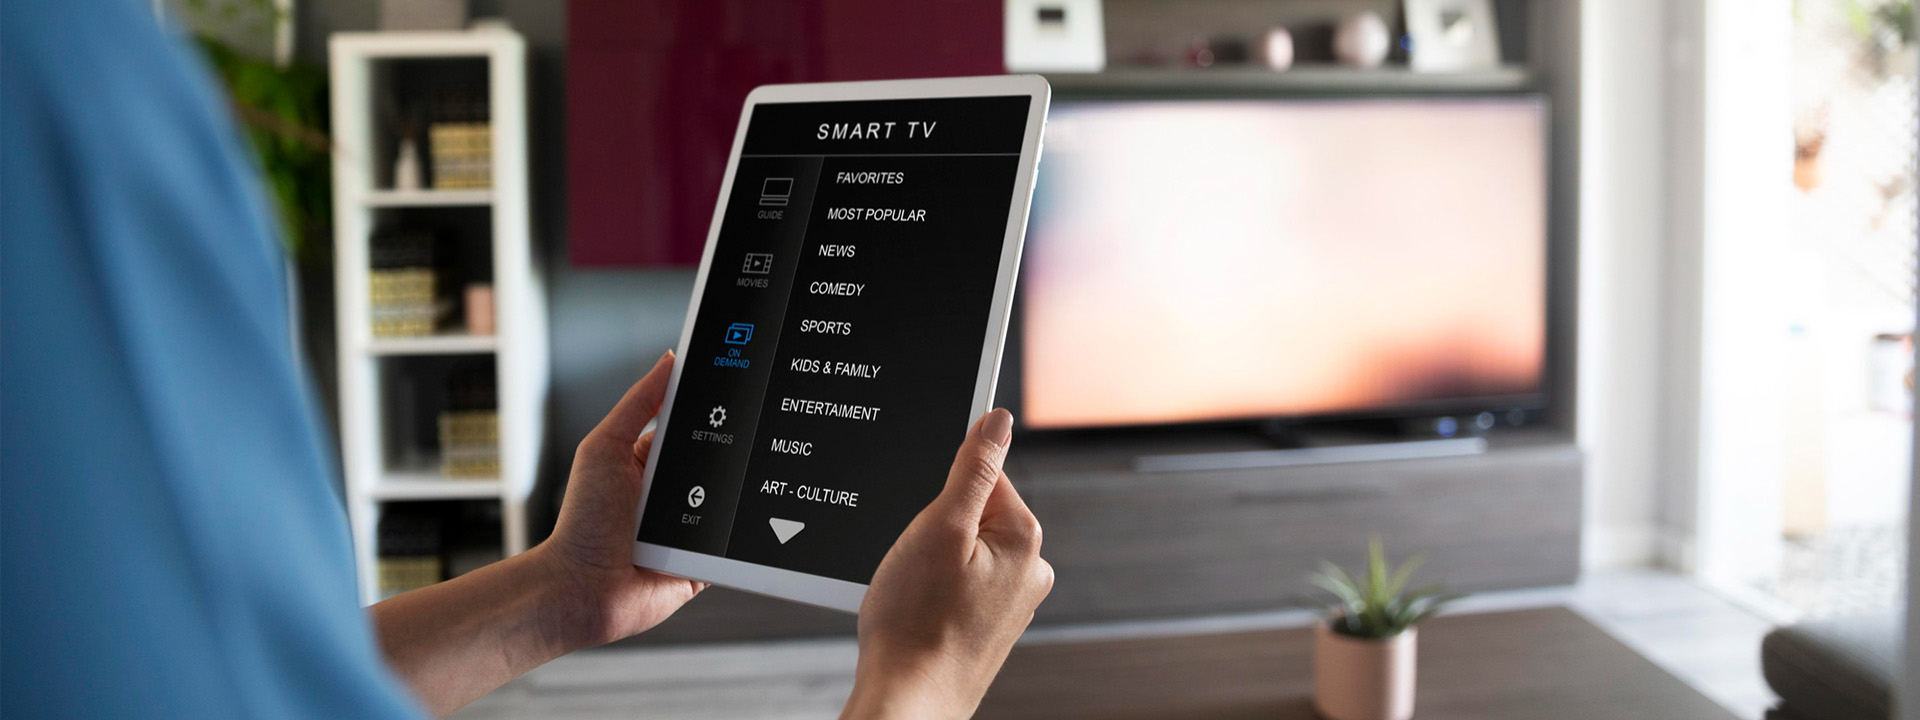 SMART TV
GUIDE
MOVIES
ON
DEMAND
SETTINGS
EXIT
FAVORITES
MOST POPULAR
NEWS
COMEDY
SPORTS
KIDS & FAMILY
ENTERTAIMENT
MUSIC
ART - CULTURE